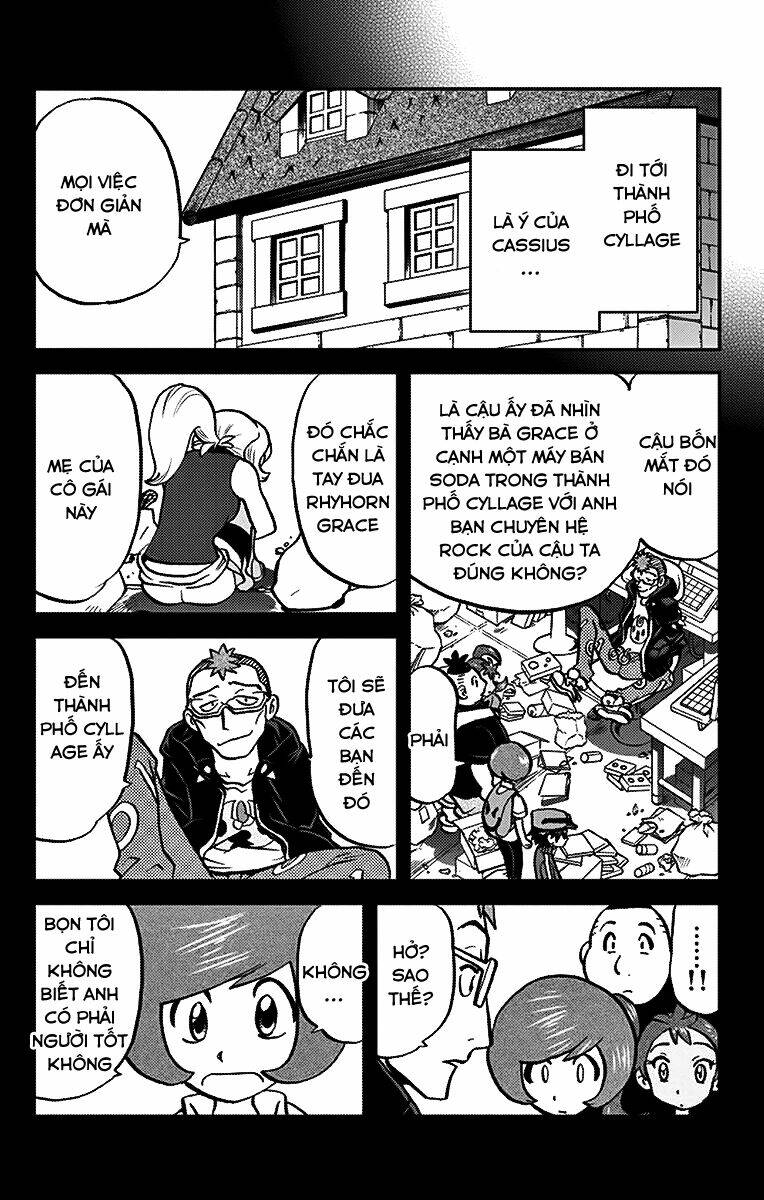 ĐI TỚI
THÀNH
PHỐ
CYLLAGE
LÀ Ý CỦA
CASSIUS
...
MỌI VIỆC
ĐƠN GIẢN
MÀ
CẬU BỐN
MẮT ĐÓ
NÓI
LÀ CẬU ẤY ĐÃ NHÌN
THẤY BÀ GRACE Ở
CẠNH MỘT MÁY BÁN
SODA TRONG THÀNH
PHỐ CYLLAGE VỚI ANH
BẠN CHUYÊN HỆ
ROCK CỦA CẬU TA
ĐÚNG KHÔNG?
PHẢI
ĐÓ CHẮC
CHẮN LÀ
TAY ĐUA
RHYHORN
GRACE
MẸ CỦA
CÔ GÁI
NÀY
TÔI SẼ
ĐƯA
CÁC
BẠN
ĐẾN
ĐÓ
ĐẾN
THÀNH
PHỐ CYLL
AGE ẤY
......!!
HỞ?
SAO
THẾ?
KHÔNG
...
BỌN TÔI
CHỈ
KHÔNG
BIẾT ANH
CÓ PHẢI
NGƯỜI TỐT
KHÔNG